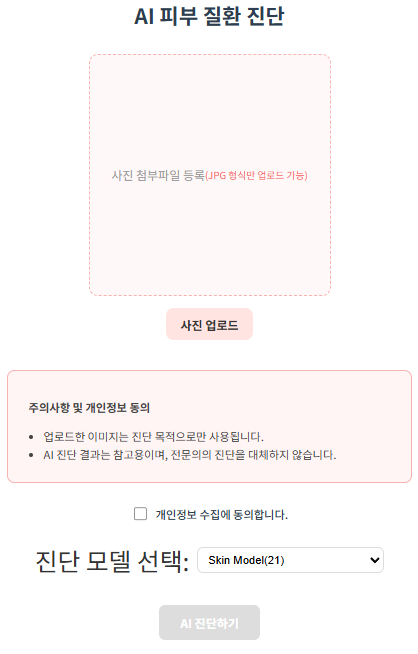 AI 피부 질환 진단
사진 첨부파일 등록(JPG 형식만 업로드 가능)
사진 업로드
주의사항 및 개인정보 동의
• 업로드한 이미지는 진단 목적으로만 사용됩니다.
• AI 진단 결과는 참고용이며, 전문의의 진단을 대체하지 않습니다.
개인정보 수집에 동의합니다.
진단 모델 선택: Skin Model(21)
AI 진단하기